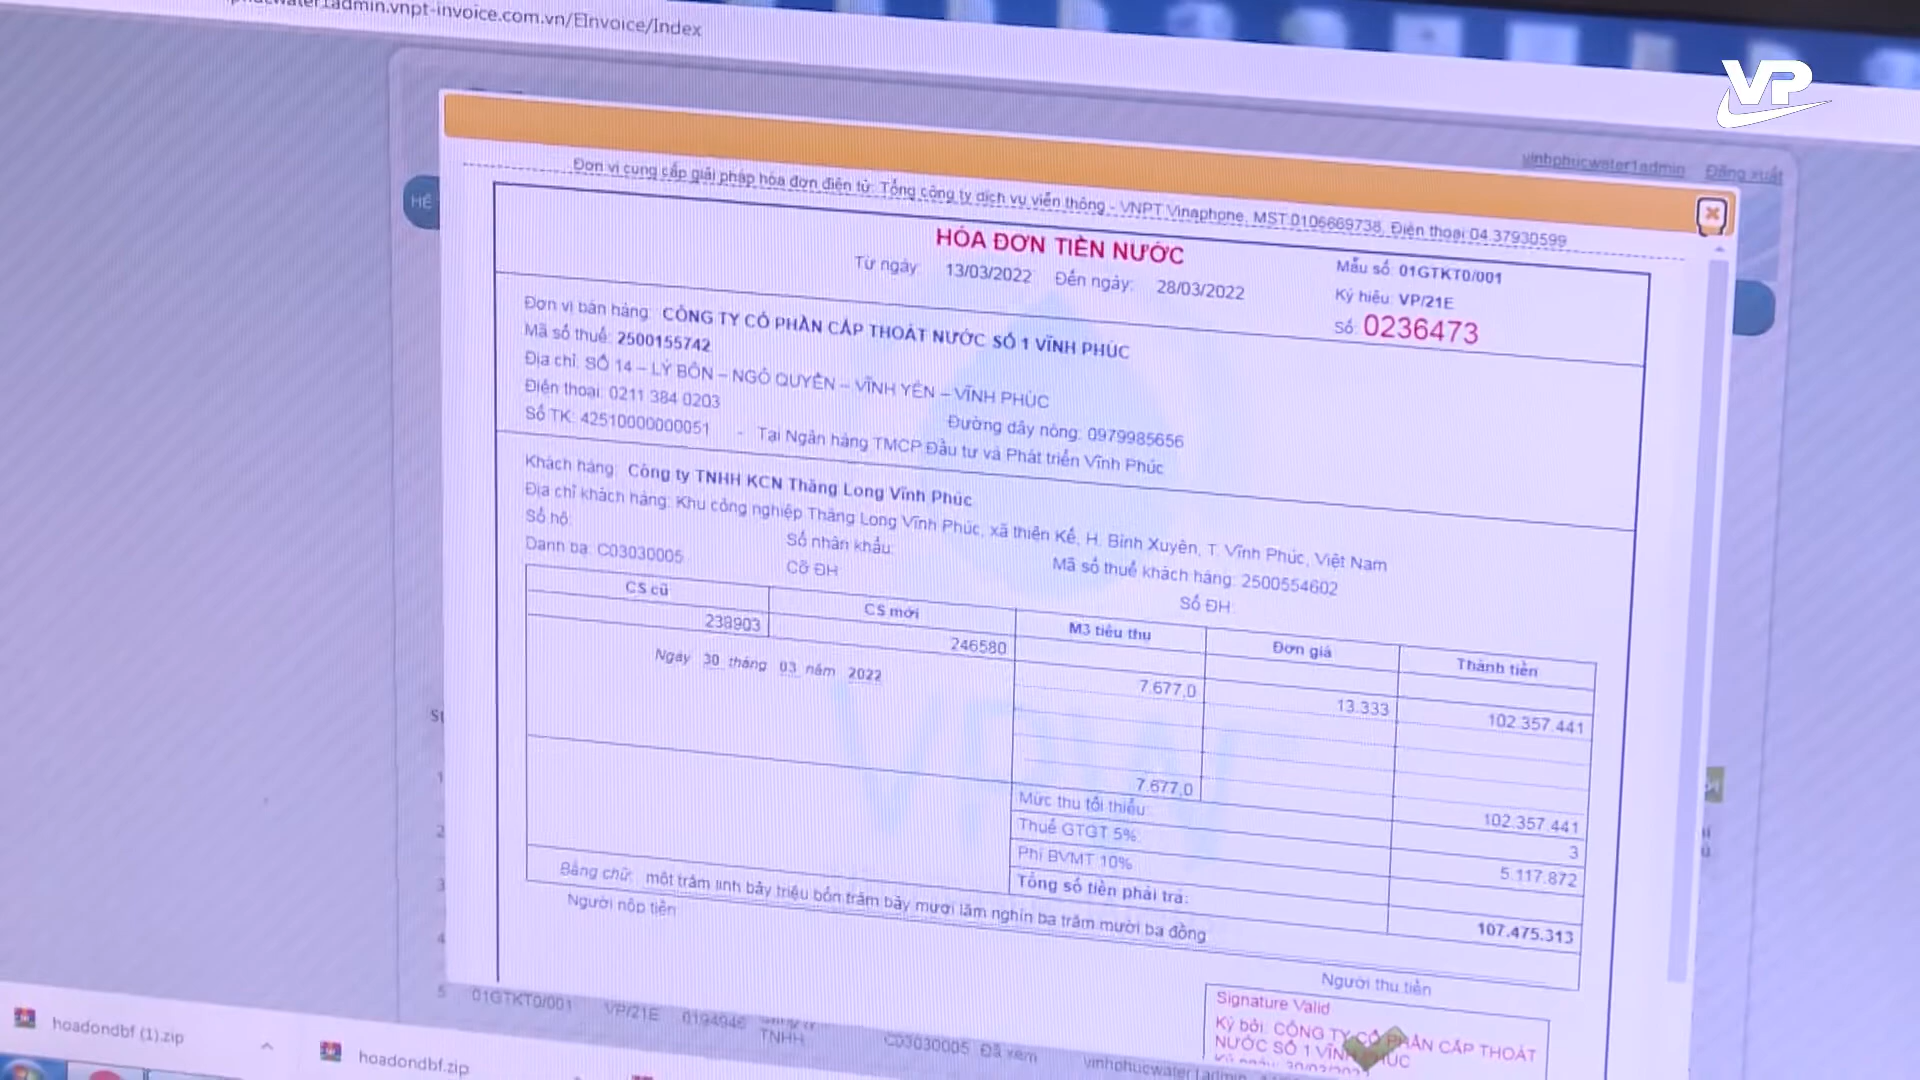 admin.vnpt-invoice.com.vn/EInvoice/Index
VP
vinhphucwater1admin Đăng xuất
HÊ
Đơn vị cung cấp giải pháp hóa đơn điện tử: Tổng công ty dịch vụ viễn thông - VNPT Vinaphone, MST:0106669738, Điện thoại:04 37930599
HÓA ĐƠN TIỀN NƯỚC
Từ ngày: 13/03/2022 Đến ngày: 28/03/2022
Mẫu số: 01GTKT0/001
Ký hiệu: VP/21E
Số: 0236473
Đơn vị bán hàng: CÔNG TY CỔ PHẦN CẤP THOÁT NƯỚC SỐ 1 VĨNH PHÚC
Mã số thuế: 2500155742
Địa chỉ: SỐ 14 – LÝ BÔN – NGÔ QUYỀN – VĨNH YÊN – VĨNH PHÚC
Điện thoại: 0211 384 0203 Đường dây nóng: 0979985656
Số TK: 42510000000051 - Tại Ngân hàng TMCP Đầu tư và Phát triển Vĩnh Phúc
Khách hàng: Công ty TNHH KCN Thăng Long Vĩnh Phúc
Địa chỉ khách hàng: Khu công nghiệp Thăng Long Vĩnh Phúc, xã thiện Kế, H. Bình Xuyên, T. Vĩnh Phúc, Việt Nam
Số hộ: Số nhân khẩu: Mã số thuế khách hàng: 2500554602
Danh bạ: C03030005 Cỡ ĐH Số ĐH:
CS cũ CS mới M3 tiêu thụ Đơn giá Thành tiền
238903 246580
Ngày 30 tháng 03 năm 2022
7.677,0 13.333 102.357.441
7.677,0 102.357.441
Mức thu tối thiểu: 3
Thuế GTGT 5%: 5.117.872
Phí BVMT 10%
Tổng số tiền phải trả: 107.475.313
Bằng chữ: một trăm linh bảy triệu bốn trăm bảy mươi lăm nghìn ba trăm mười ba đồng
Người nộp tiền Người thu tiền
Signature Valid
Ký bởi: CÔNG TY CỔ PHẦN CẤP THOÁT
NƯỚC SỐ 1 VĨNH PHÚC
1
2
3
4
5 01GTKT0/001 VP/21E 0194946 TNHH C03030005 Đã xem vinhphucwater1admin
hoadondbf (1).zip hoadondbf.zip